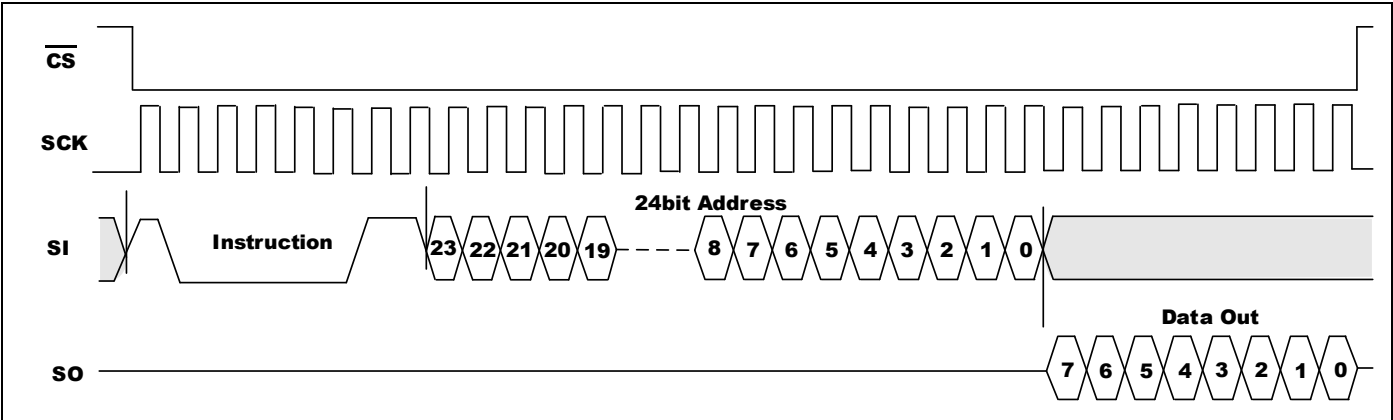 CS
SCK
24bit Address
SI Instruction 23 22 21 20 19 8 7 6 5 4 3 2 1 0
Data Out
SO 7 6 5 4 3 2 1 0